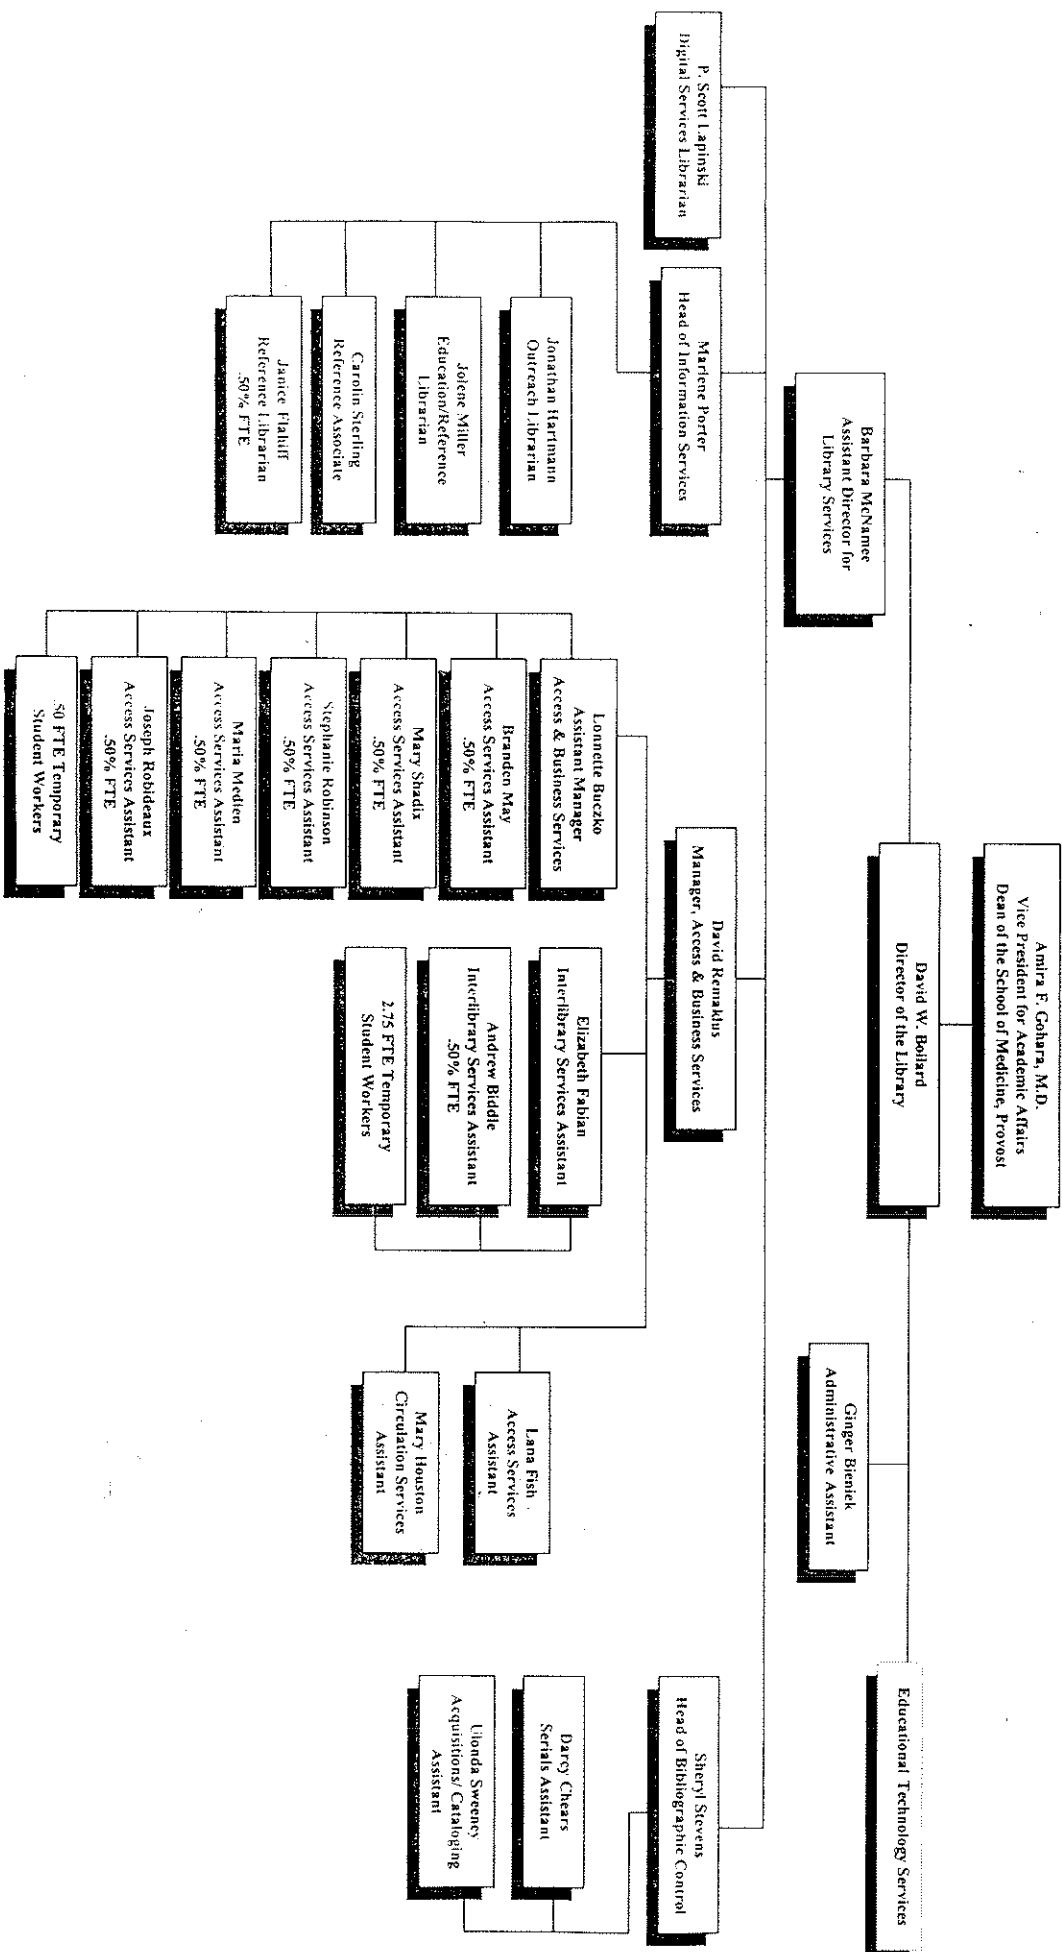 Amira F. Gohara, M.D.
Vice President for Academic Affairs
Dean of the School of Medicine, Provost
David W. Bollard
Director of the Library
Barbara McNamee
Assistant Director for
Library Services
Ginger Bieniek
Administrative Assistant
Educational Technology Services
P. Scott Lapinski
Digital Services Librarian
Marlene Porter
Head of Information Services
David Remaklus
Manager, Access & Business Services
Sheryl Stevens
Head of Bibliographic Control
Jonathan Hartmann
Outreach Librarian
Jolene Miller
Education/Reference
Librarian
Carolin Sterling
Reference Associate
Janice Flahiff
Reference Librarian
.50% FTE
Lonnette Buczko
Assistant Manager
Access & Business Services
Branden May
Access Services Assistant
.50% FTE
Mary Shadix
Access Services Assistant
.50% FTE
Stephanie Robinson
Access Services Assistant
.50% FTE
Maria Medien
Access Services Assistant
.50% FTE
Joseph Robideaux
Access Services Assistant
.50% FTE
.50 FTE Temporary
Student Workers
Elizabeth Fabian
Interlibrary Services Assistant
Andrew Biddle
Interlibrary Services Assistant
.50% FTE
2.75 FTE Temporary
Student Workers
Lana Fish
Access Services
Assistant
Mary Houston
Circulation Services
Assistant
Darcy Chears
Serials Assistant
Ulonda Sweeney
Acquisitions/ Cataloging
Assistant